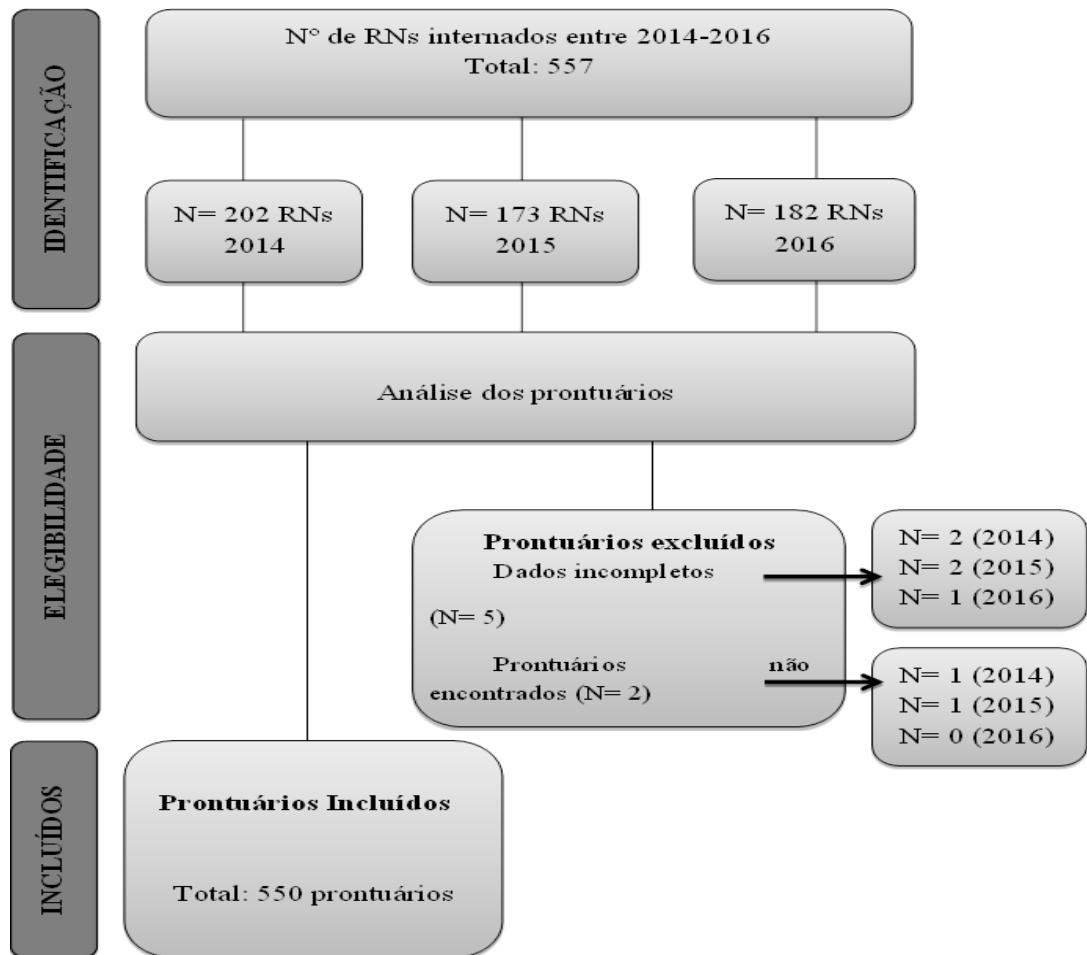 IDENTIFICAÇÃO
Nº de RNs internados entre 2014-2016
Total: 557
N= 202 RNs
2014
N= 173 RNs
2015
N= 182 RNs
2016
ELEGIBILIDADE
Análise dos prontuários
Prontuários excluídos
Dados incompletos
(N= 5)
N= 2 (2014)
N= 2 (2015)
N= 1 (2016)
Prontuários não
encontrados (N= 2)
N= 1 (2014)
N= 1 (2015)
N= 0 (2016)
INCLUÍDOS
Prontuários Incluídos
Total: 550 prontuários